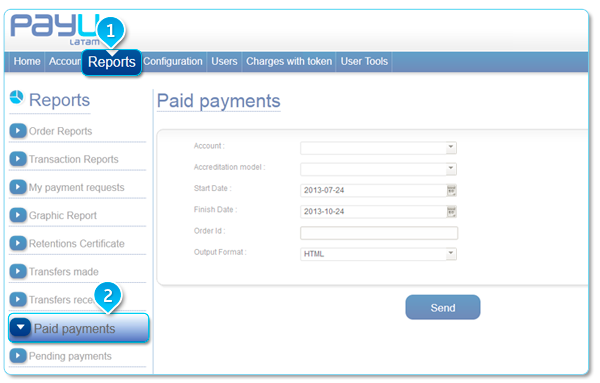 PayU
LATAM
1
Home Accou Reports Configuration Users Charges with token User Tools
Reports
Order Reports
Transaction Reports
My payment requests
Graphic Report
Retentions Certificate
Transfers made
Transfers rece
2
Paid payments
Pending payments
Paid payments
Account :
Accreditation model :
Start Date : 2013-07-24
Finish Date : 2013-10-24
Order Id :
Output Format : HTML
Send